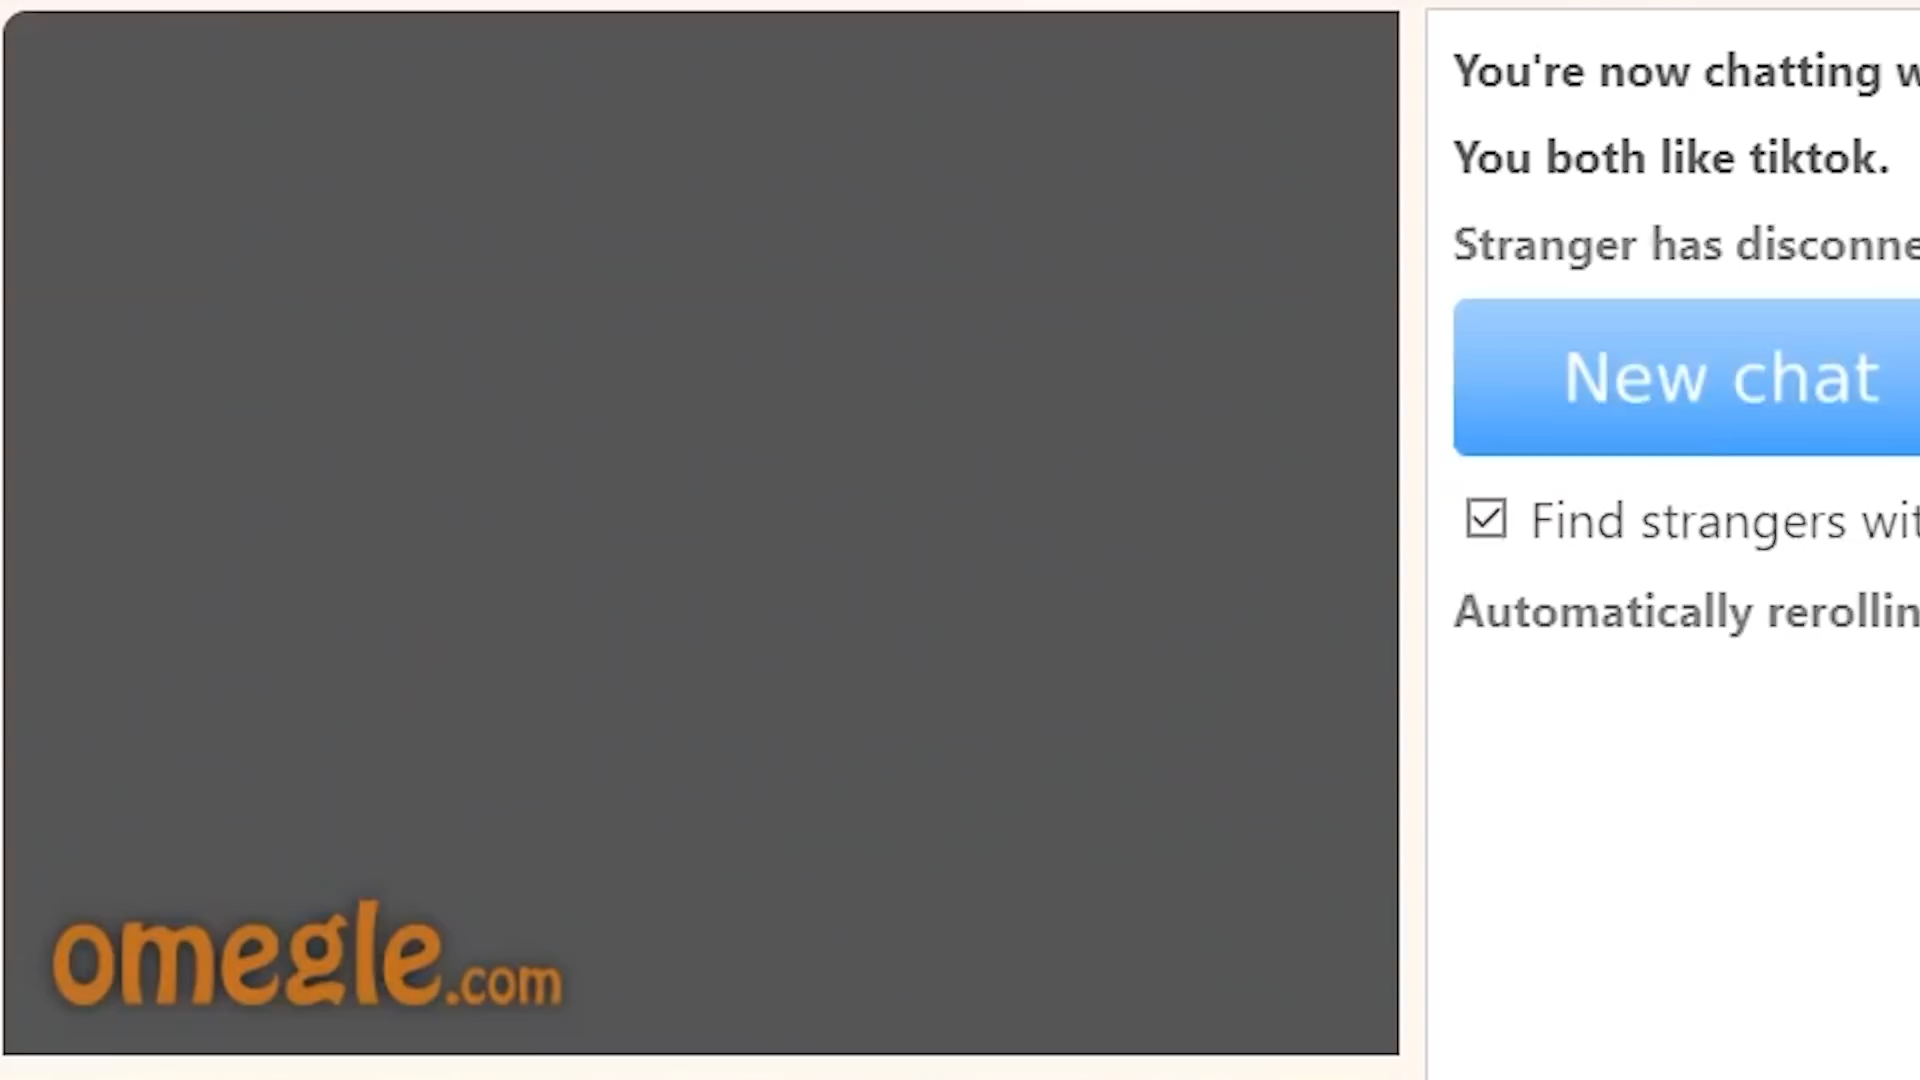 You're now chatting
You both like tiktok.
Stranger has
New chat
Find strangers
Automatically
omegle.com